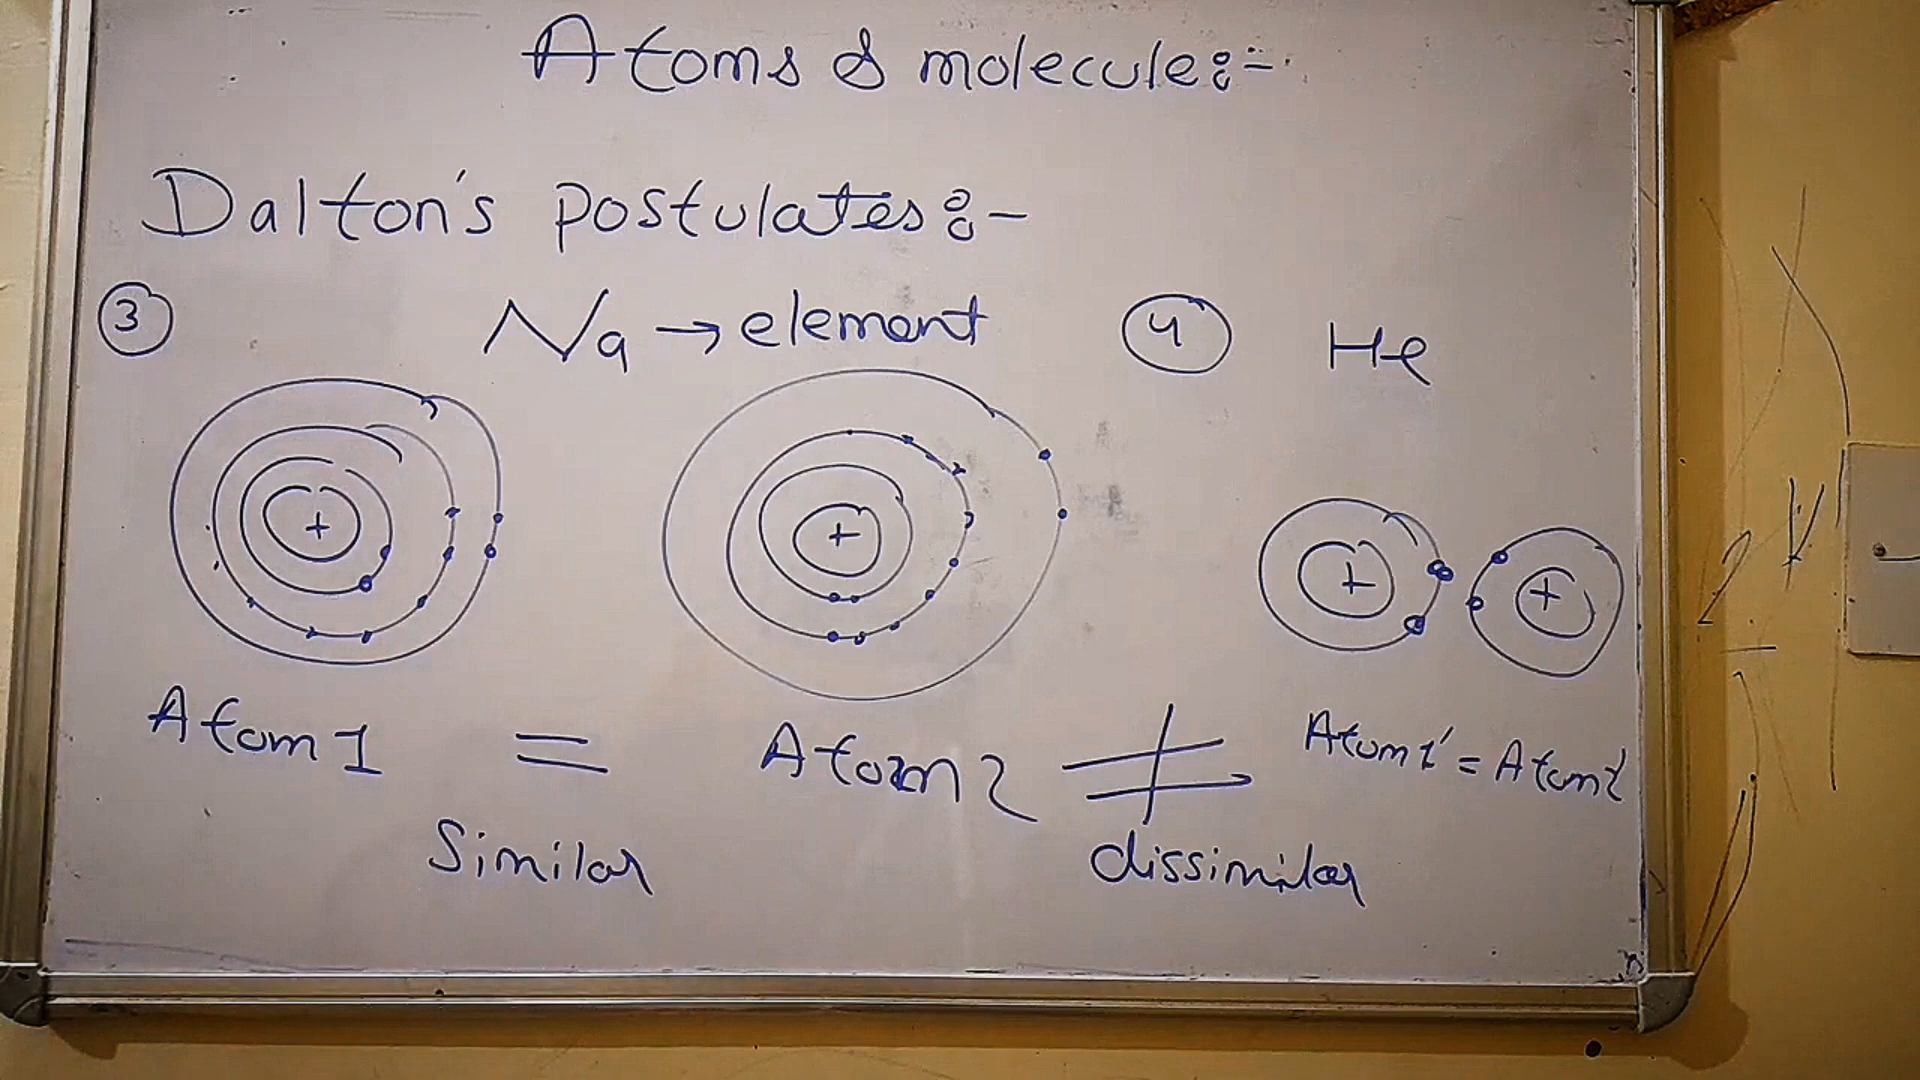 Atoms & molecule:-
Dalton's postulates:-
3 Na → element 4 He
+ + + +
Atom 1 = Atom 2 ≠ Atom 1' = Atom 2'
Similar dissimilar